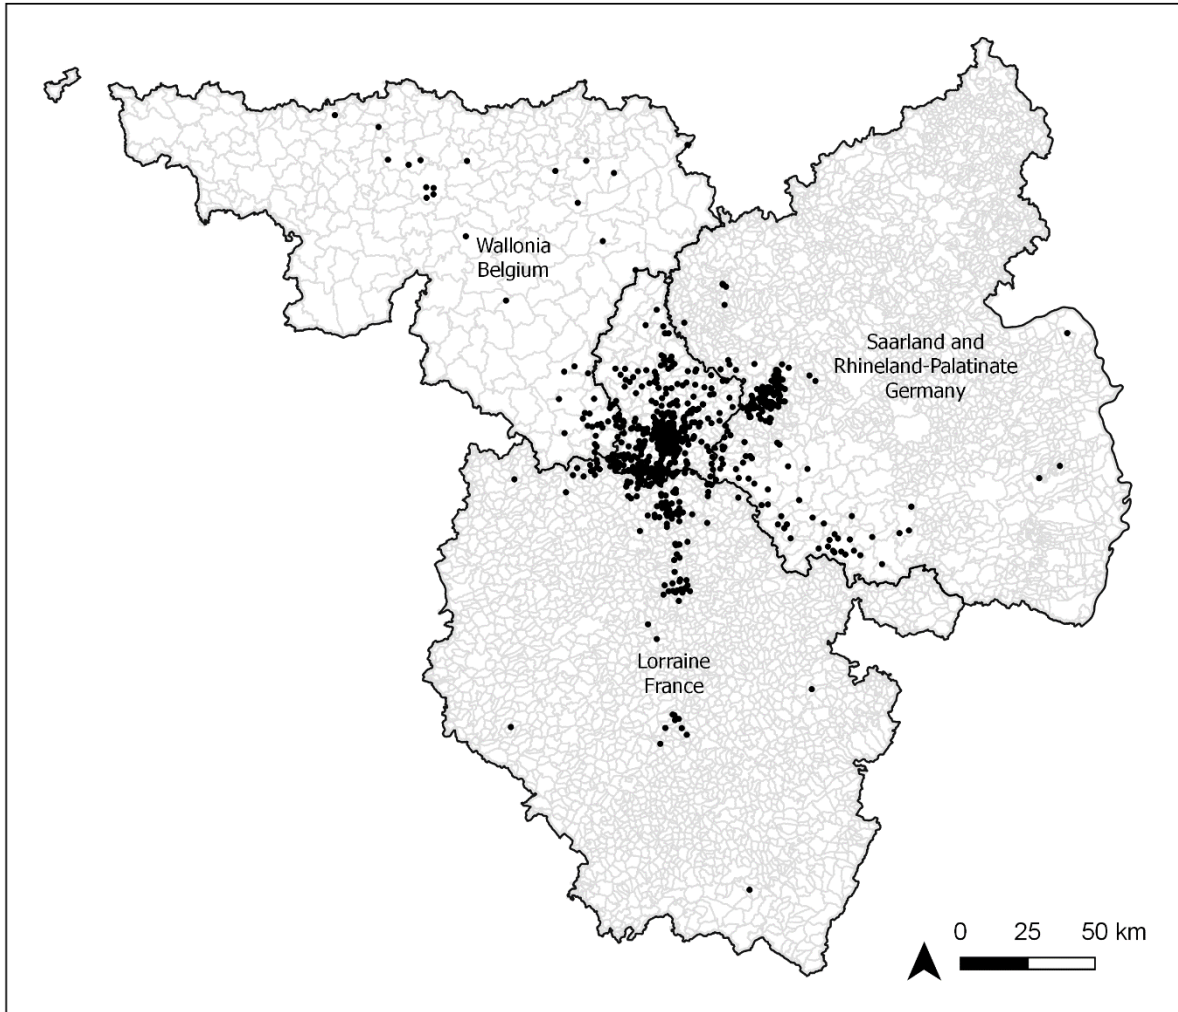 Wallonia
Belgium
Saarland and
Rhineland-Palatinate
Germany
Lorraine
France
0 25 50 km